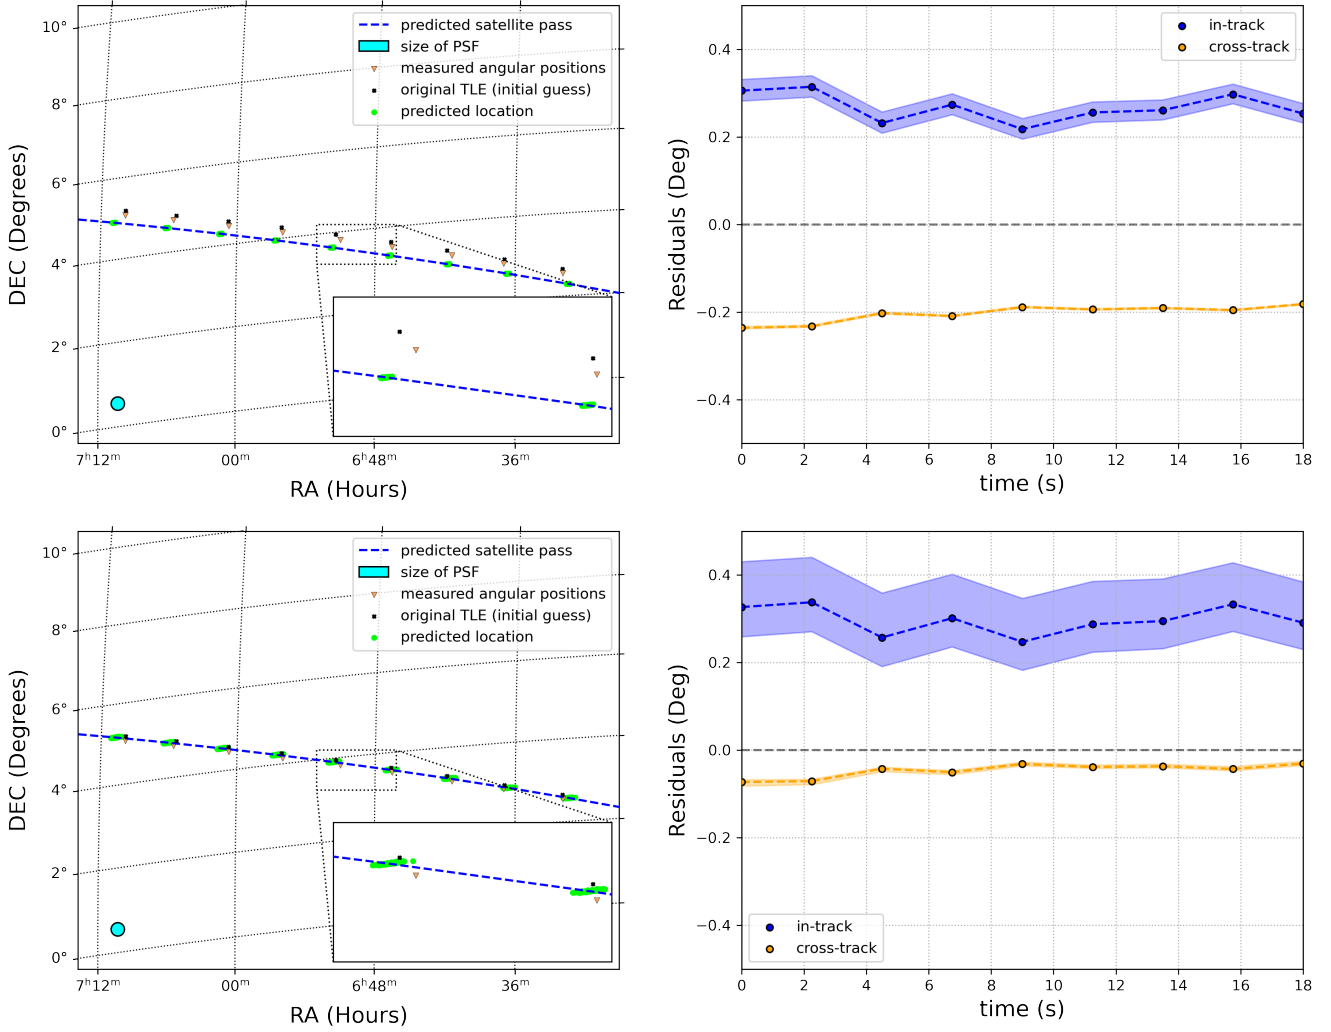 10°
8°
6°
4°
2°
0°
DEC (Degrees)
7ʰ12ᵐ
00ᵐ
6ʰ48ᵐ
36ᵐ
RA (Hours)
predicted satellite pass
size of PSF
measured angular positions
original TLE (initial guess)
predicted location
0.4
0.2
0.0
−0.2
−0.4
Residuals (Deg)
0 2 4 6 8 10 12 14 16 18
time (s)
in-track
cross-track
10°
8°
6°
4°
2°
0°
DEC (Degrees)
7ʰ12ᵐ
00ᵐ
6ʰ48ᵐ
36ᵐ
RA (Hours)
predicted satellite pass
size of PSF
measured angular positions
original TLE (initial guess)
predicted location
0.4
0.2
0.0
−0.2
−0.4
Residuals (Deg)
0 2 4 6 8 10 12 14 16 18
time (s)
in-track
cross-track